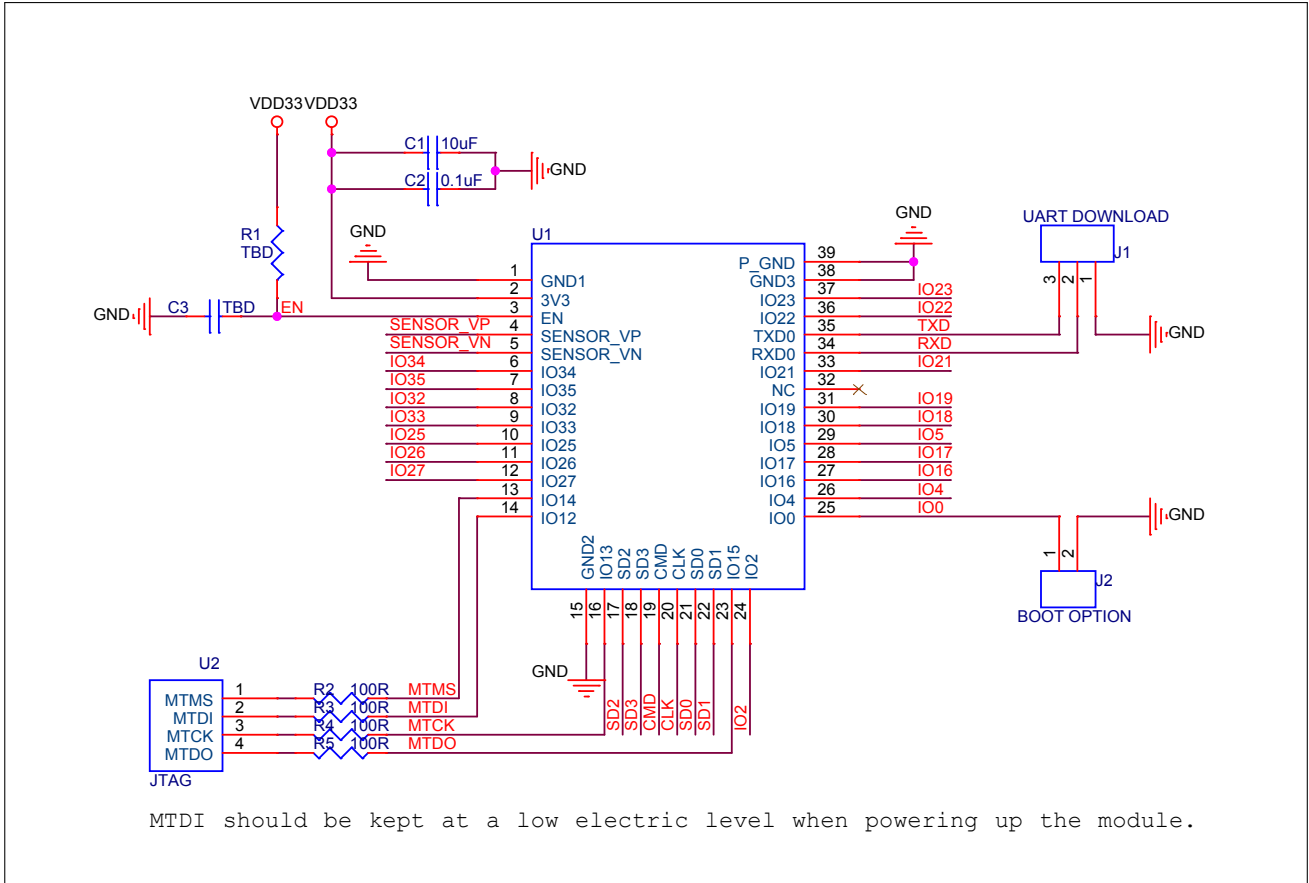 VDD33 VDD33
C1 10uF
GND
C2 0.1uF
R1
TBD
GND
GND C3 TBD EN
U1
1 GND1
2 3V3
3 EN
SENSOR_VP 4 SENSOR_VP
SENSOR_VN 5 SENSOR_VN
IO34 6 IO34
IO35 7 IO35
IO32 8 IO32
IO33 9 IO33
IO25 10 IO25
IO26 11 IO26
IO27 12 IO27
13 IO14
14 IO12
GND
P_GND 39
GND3 38
IO23 37 IO23
IO22 36 IO22
TXD0 35 TXD
RXD0 34 RXD
IO21 33 IO21
NC 32
IO19 31 IO19
IO18 30 IO18
IO5 29 IO5
IO17 28 IO17
IO16 27 IO16
IO4 26 IO4
IO0 25 IO0
UART DOWNLOAD
J1
3 2 1
GND
GND
1 2
J2
BOOT OPTION
GND2 IO13 SD2 SD3 CMD CLK SD0 SD1 IO15 IO2
15 16 17 18 19 20 21 22 23 24
GND
SD2 SD3 CMD CLK SD0 SD1 IO2
U2
MTMS 1 R2 100R MTMS
MTDI 2 R3 100R MTDI
MTCK 3 R4 100R MTCK
MTDO 4 R5 100R MTDO
JTAG
MTDI should be kept at a low electric level when powering up the module.